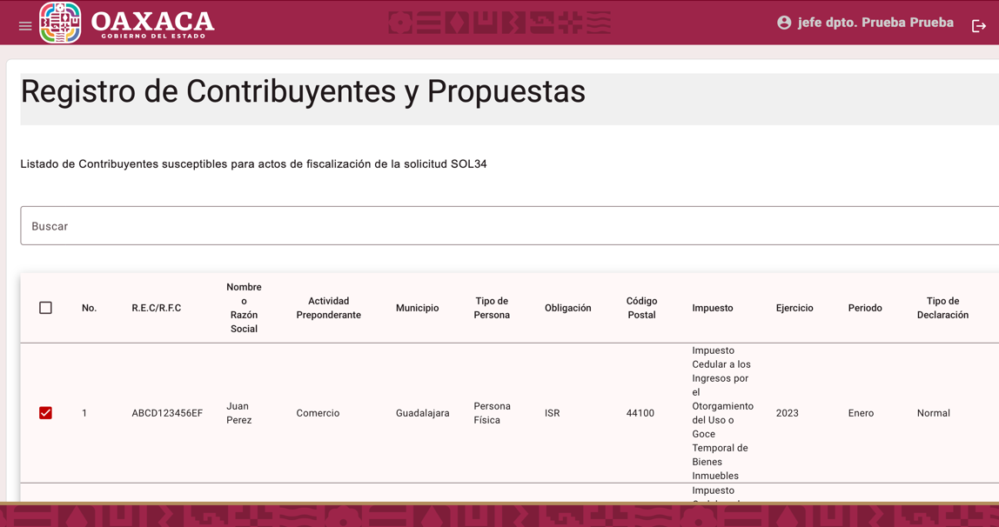 OAXACA
GOBIERNO DEL ESTADO
jefe dpto. Prueba Prueba
Registro de Contribuyentes y Propuestas
Listado de Contribuyentes susceptibles para actos de fiscalización de la solicitud SOL34
Buscar
No.
R.E.C/R.F.C
Nombre
o
Razón
Social
Actividad
Preponderante
Municipio
Tipo de
Persona
Obligación
Código
Postal
Impuesto
Ejercicio
Periodo
Tipo de
Declaración
1
ABCD123456EF
Juan
Perez
Comercio
Guadalajara
Persona
Física
ISR
44100
Impuesto
Cedular a los
Ingresos por
el
Otorgamiento
del Uso o
Goce
Temporal de
Bienes
Inmuebles
2023
Enero
Normal
Impuesto